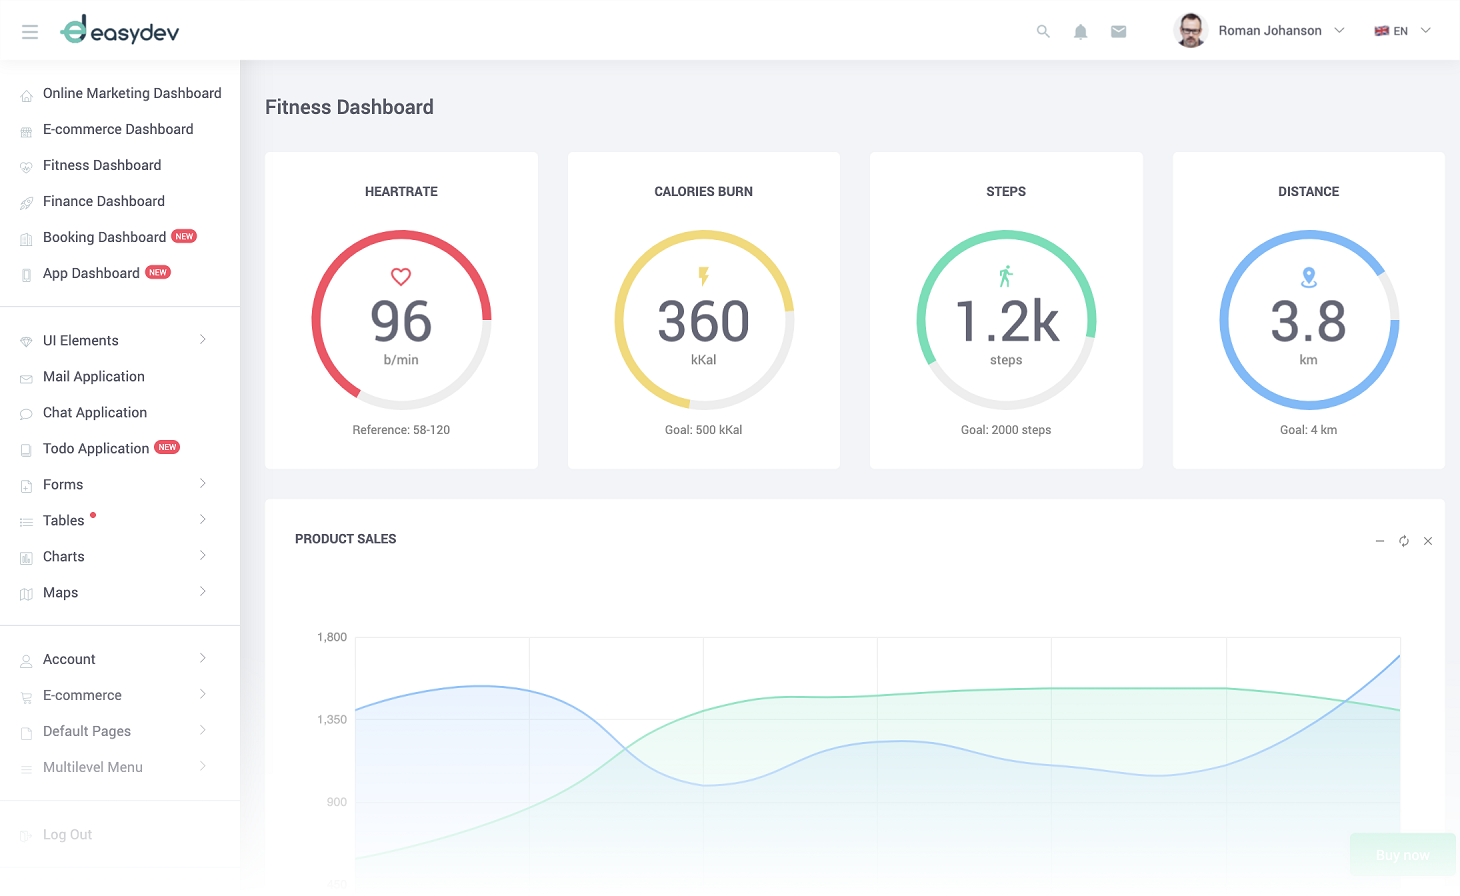 easydev
Roman Johanson
EN
Online Marketing Dashboard
E-commerce Dashboard
Fitness Dashboard
Finance Dashboard
Booking Dashboard NEW
App Dashboard NEW
UI Elements
Mail Application
Chat Application
Todo Application NEW
Forms
Tables
Charts
Maps
Account
E-commerce
Default Pages
Multilevel Menu
Log Out
Fitness Dashboard
HEARTRATE
96
b/min
Reference: 58-120
CALORIES BURN
360
kKal
Goal: 500 kKal
STEPS
1.2k
steps
Goal: 2000 steps
DISTANCE
3.8
km
Goal: 4 km
PRODUCT SALES
1,800
1,350
900
450
Buy now